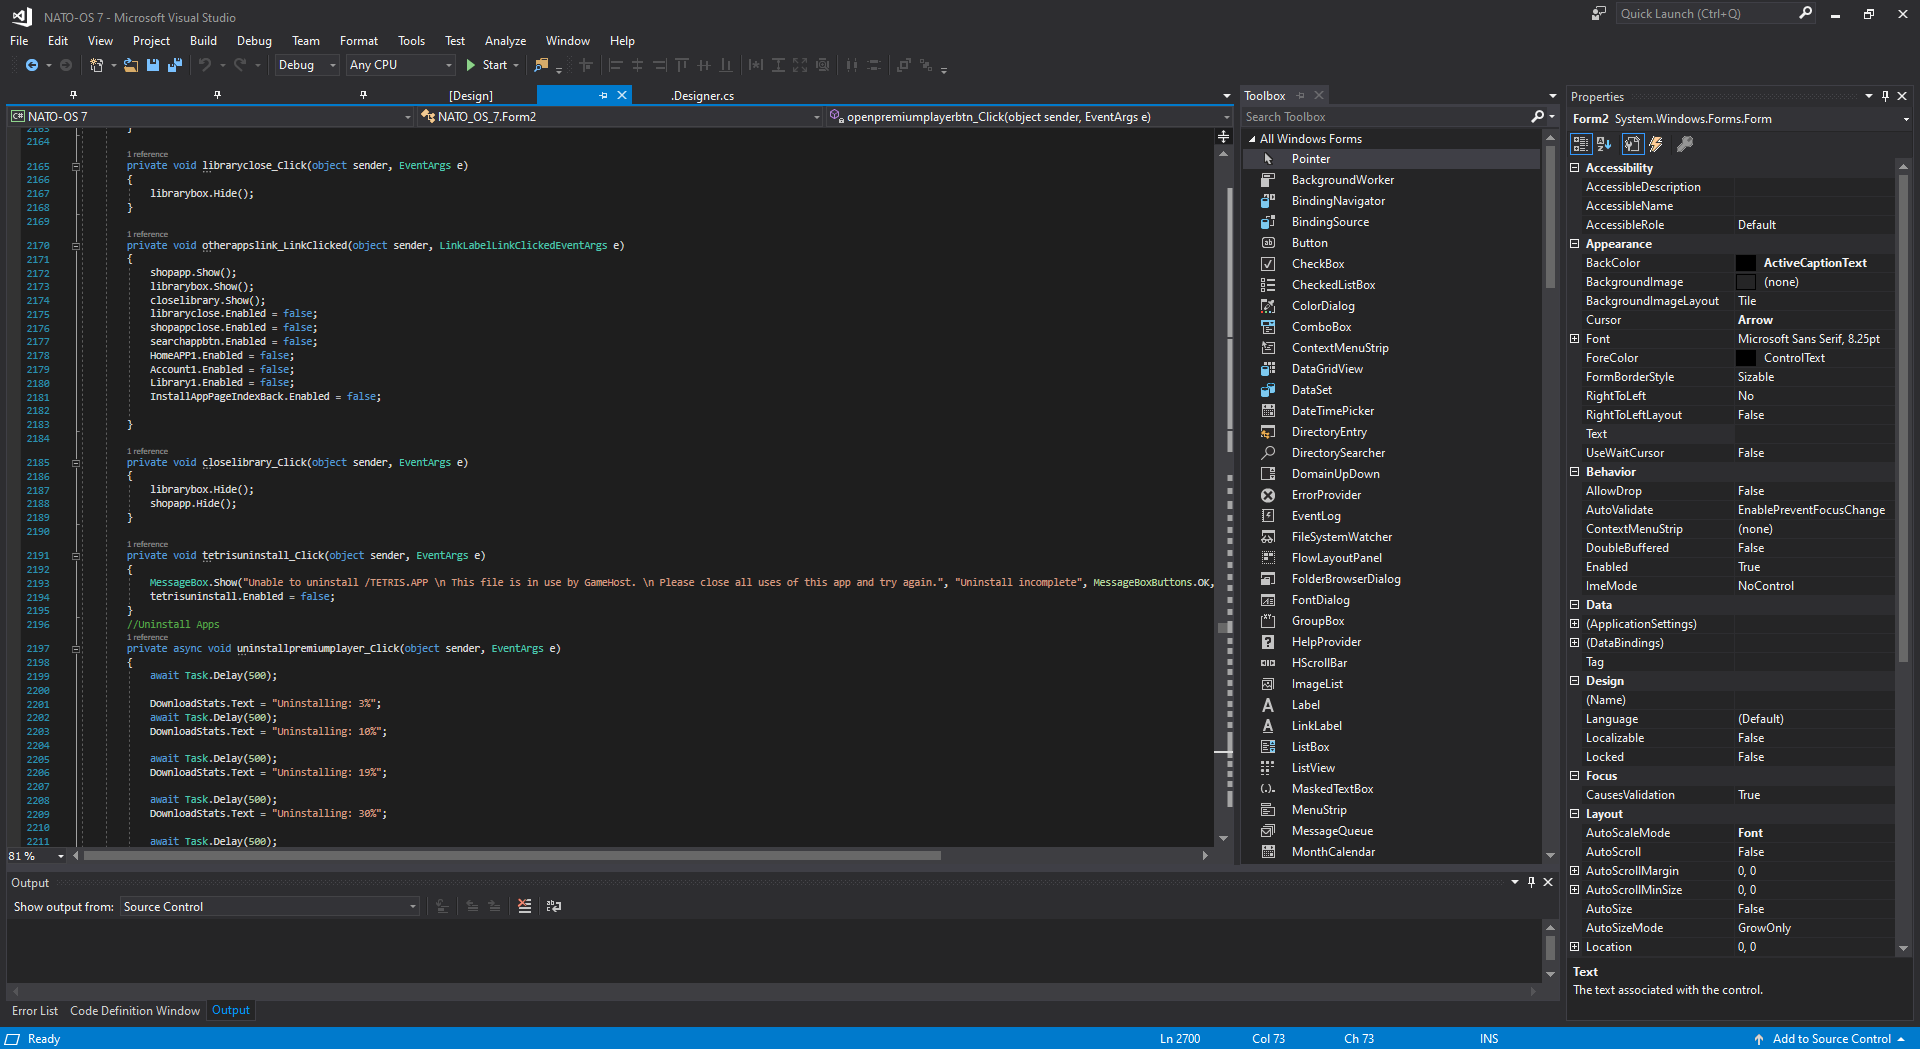 NATO-OS 7 - Microsoft Visual Studio
Quick Launch (Ctrl+Q)
File Edit View Project Build Debug Team Format Tools Test Analyze Window Help
Debug Any CPU Start
[Design] .Designer.cs
NATO-OS 7 NATO_OS_7.Form2 openpremiumplayerbtn_Click(object sender, EventArgs e)
2163 }
2164
1 reference
2165 private void libraryclose_Click(object sender, EventArgs e)
2166 {
2167 librarybox.Hide();
2168 }
2169
1 reference
2170 private void otherappslink_LinkClicked(object sender, LinkLabelLinkClickedEventArgs e)
2171 {
2172 shopapp.Show();
2173 librarybox.Show();
2174 closelibrary.Show();
2175 libraryclose.Enabled = false;
2176 shopappclose.Enabled = false;
2177 searchappbtn.Enabled = false;
2178 HomeAPP1.Enabled = false;
2179 Account1.Enabled = false;
2180 Library1.Enabled = false;
2181 InstallAppPageIndexBack.Enabled = false;
2182
2183 }
2184
1 reference
2185 private void closelibrary_Click(object sender, EventArgs e)
2186 {
2187 librarybox.Hide();
2188 shopapp.Hide();
2189 }
2190
1 reference
2191 private void tetrisuninstall_Click(object sender, EventArgs e)
2192 {
2193 MessageBox.Show("Unable to uninstall /TETRIS.APP \n This file is in use by GameHost. \n Please close all uses of this app and try again.", "Uninstall incomplete", MessageBoxButtons.OK,
2194 tetrisuninstall.Enabled = false;
2195 }
2196 //Uninstall Apps
1 reference
2197 private async void uninstallpremiumplayer_Click(object sender, EventArgs e)
2198 {
2199 await Task.Delay(500);
2200
2201 DownloadStats.Text = "Uninstalling: 3%";
2202 await Task.Delay(500);
2203 DownloadStats.Text = "Uninstalling: 10%";
2204
2205 await Task.Delay(500);
2206 DownloadStats.Text = "Uninstalling: 19%";
2207
2208 await Task.Delay(500);
2209 DownloadStats.Text = "Uninstalling: 30%";
2210
2211 await Task.Delay(500);
81 %
Toolbox
Search Toolbox
All Windows Forms
Pointer
BackgroundWorker
BindingNavigator
BindingSource
Button
CheckBox
CheckedListBox
ColorDialog
ComboBox
ContextMenuStrip
DataGridView
DataSet
DateTimePicker
DirectoryEntry
DirectorySearcher
DomainUpDown
ErrorProvider
EventLog
FileSystemWatcher
FlowLayoutPanel
FolderBrowserDialog
FontDialog
GroupBox
HelpProvider
HScrollBar
ImageList
Label
LinkLabel
ListBox
ListView
MaskedTextBox
MenuStrip
MessageQueue
MonthCalendar
Properties
Form2 System.Windows.Forms.Form
Accessibility
AccessibleDescription
AccessibleName
AccessibleRole Default
Appearance
BackColor ActiveCaptionText
BackgroundImage (none)
BackgroundImageLayout Tile
Cursor Arrow
Font Microsoft Sans Serif, 8.25pt
ForeColor ControlText
FormBorderStyle Sizable
RightToLeft No
RightToLeftLayout False
Text
UseWaitCursor False
Behavior
AllowDrop False
AutoValidate EnablePreventFocusChange
ContextMenuStrip (none)
DoubleBuffered False
Enabled True
ImeMode NoControl
Data
(ApplicationSettings)
(DataBindings)
Tag
Design
(Name)
Language (Default)
Localizable False
Locked False
Focus
CausesValidation True
Layout
AutoScaleMode Font
AutoScroll False
AutoScrollMargin 0, 0
AutoScrollMinSize 0, 0
AutoSize False
AutoSizeMode GrowOnly
Location 0, 0
Text
The text associated with the control.
Output
Show output from: Source Control
Error List Code Definition Window Output
Ready Ln 2700 Col 73 Ch 73 INS Add to Source Control